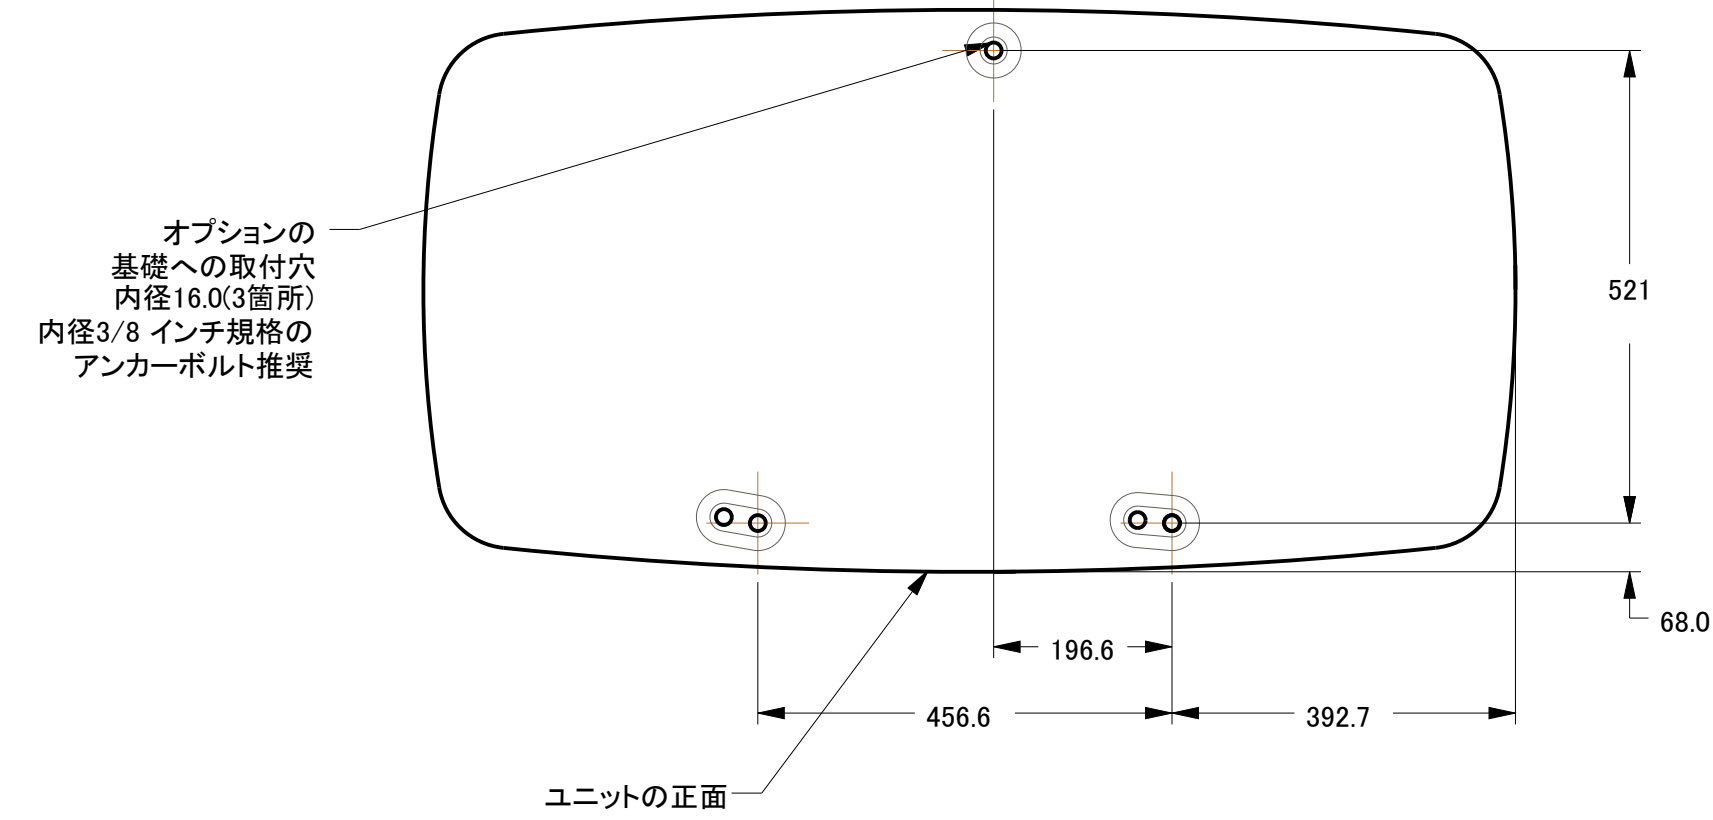 オプションの
基礎への取付穴
内径16.0(3箇所)
内径3/8 インチ規格の
アンカーボルト推奨
521
68.0
196.6
456.6
392.7
ユニットの正面